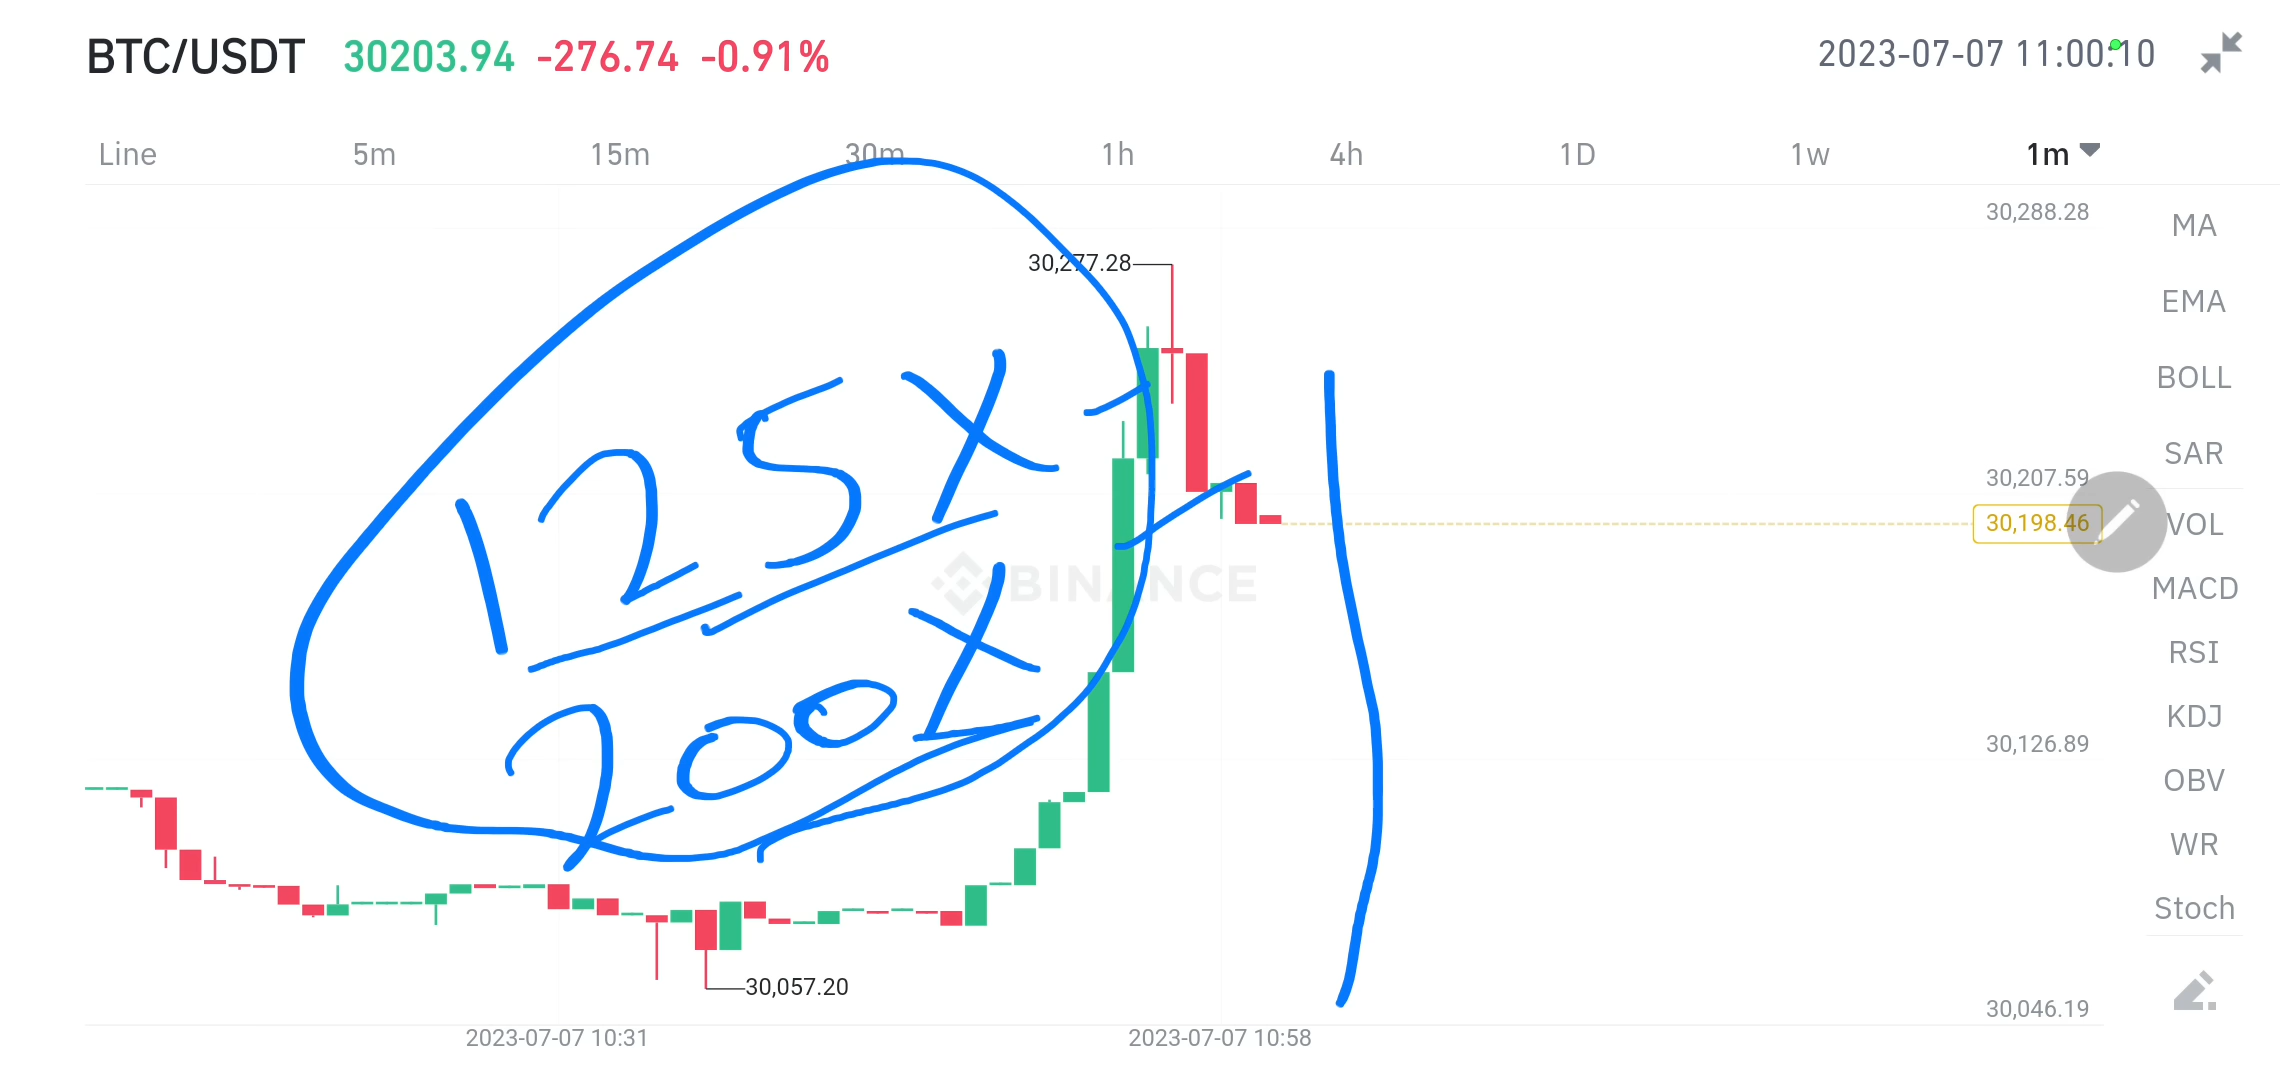 BTC/USDT 30203.94 -276.74 -0.91% 2023-07-07 11:00:10
Line 5m 15m 30m 1h 4h 1D 1w 1m
30,288.28
MA
30,277.28
EMA
BOLL
125X
SAR
30,207.59
30,198.46
VOL
BINANCE
MACD
RSI
200X
KDJ
30,126.89
OBV
WR
Stoch
30,057.20
30,046.19
2023-07-07 10:31 2023-07-07 10:58